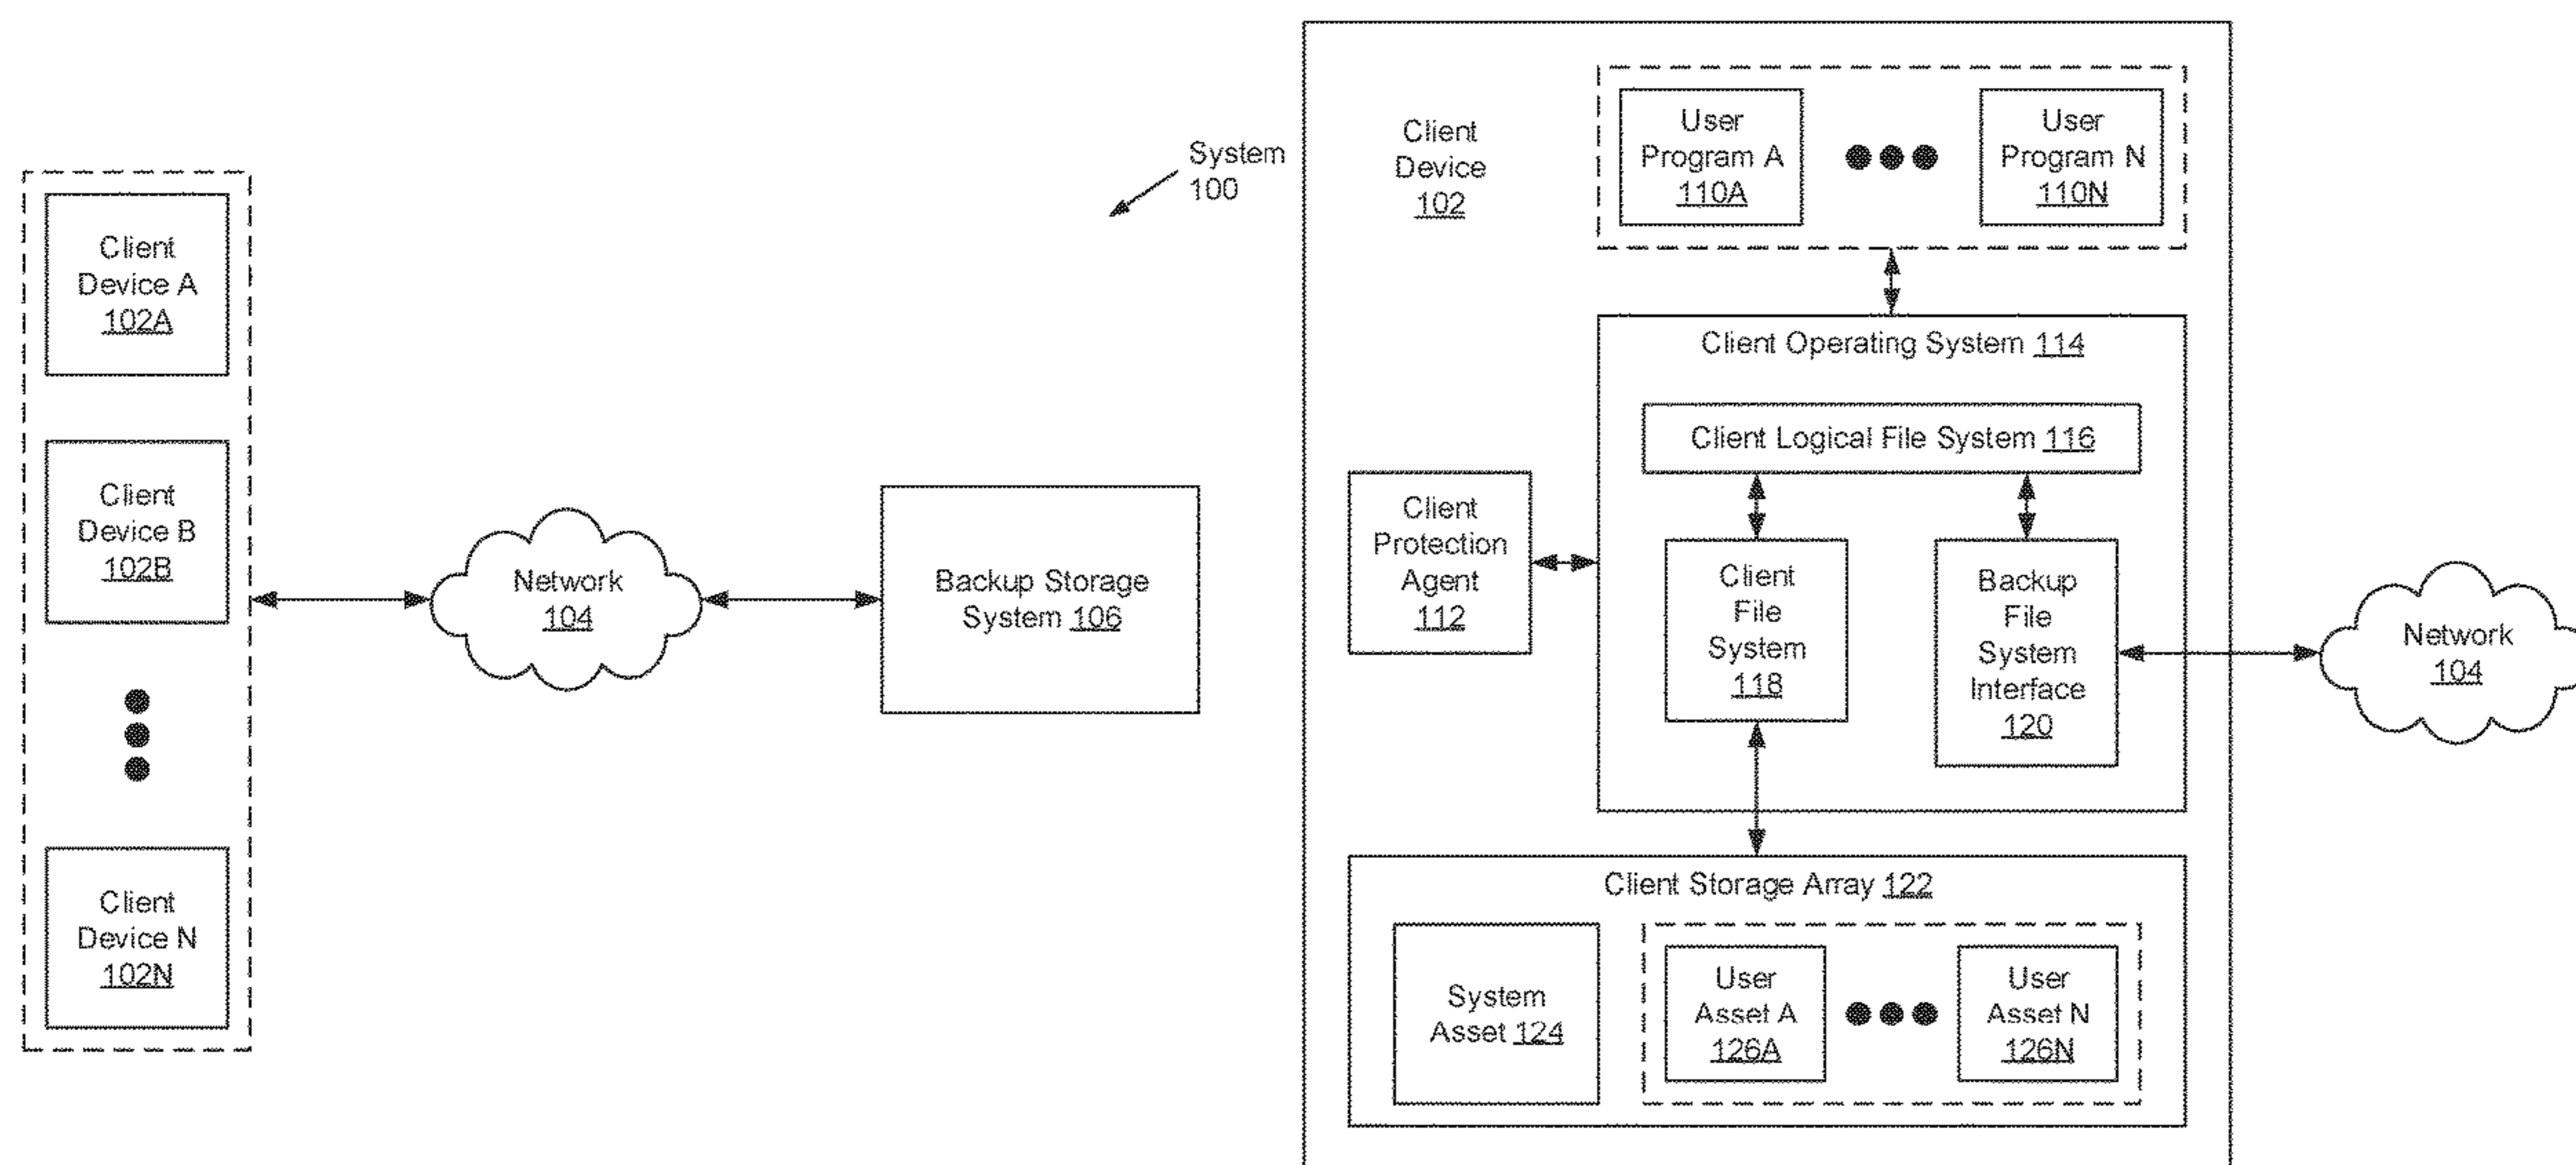 System
100
Client
Device A
102A
Client
Device B
102B
Client
Device N
102N
Network
104
Backup Storage
System 106
Client
Device
102
User
Program A
110A
User
Program N
110N
Client Operating System 114
Client Logical File System 116
Client
Protection
Agent
112
Client
File
System
118
Backup
File
System
Interface
120
Network
104
Client Storage Array 122
System
Asset 124
User
Asset A
126A
User
Asset N
126N